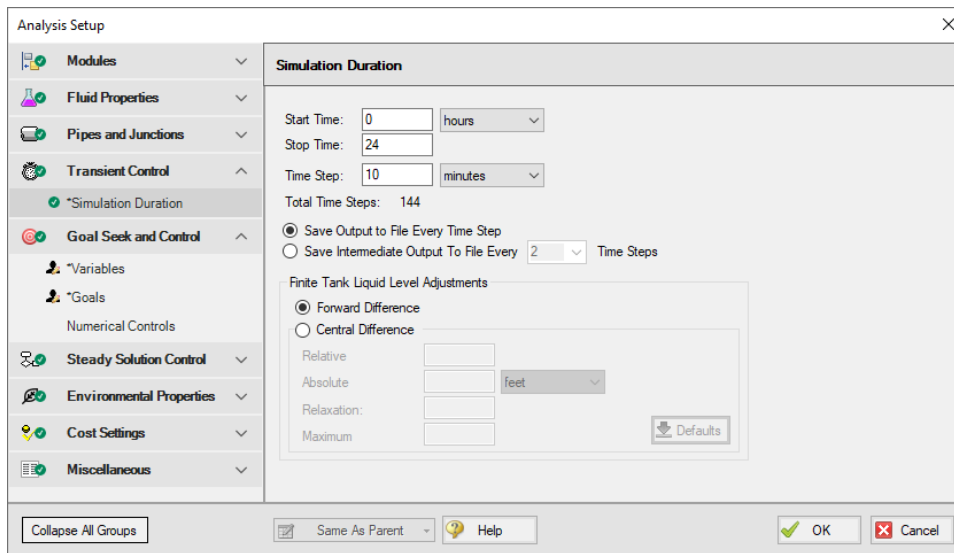 Analysis Setup
Modules
Fluid Properties
Pipes and Junctions
Transient Control
*Simulation Duration
Goal Seek and Control
*Variables
*Goals
Numerical Controls
Steady Solution Control
Environmental Properties
Cost Settings
Miscellaneous
Collapse All Groups
Simulation Duration
Start Time: 0 hours
Stop Time: 24
Time Step: 10 minutes
Total Time Steps: 144
Save Output to File Every Time Step
Save Intermediate Output To File Every 2 Time Steps
Finite Tank Liquid Level Adjustments
Forward Difference
Central Difference
Relative
Absolute feet
Relaxation:
Maximum
Defaults
Same As Parent
Help
OK
Cancel